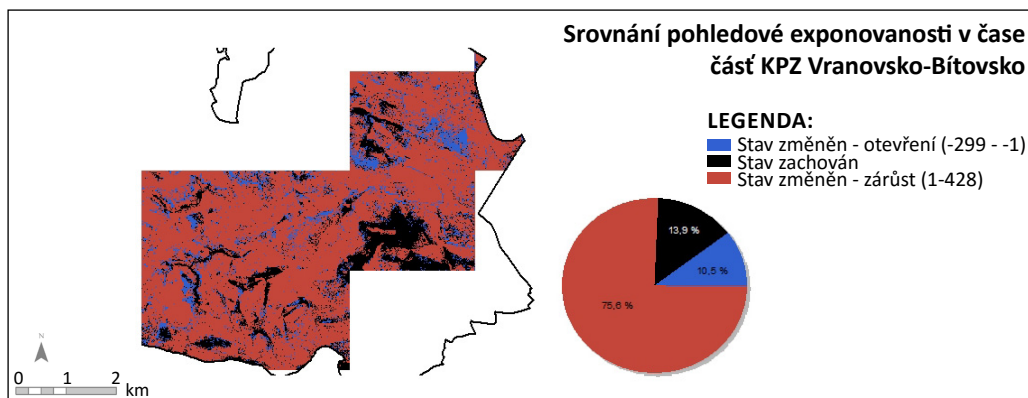 Srovnání pohledové exponovanosti v čase
část KPZ Vranovsko-Bítovsko
LEGENDA:
Stav změněn - otevření (-299 - -1)
Stav zachován
Stav změněn - zárůst (1-428)
13,9 %
10,5 %
75,6 %
N
0 1 2
km